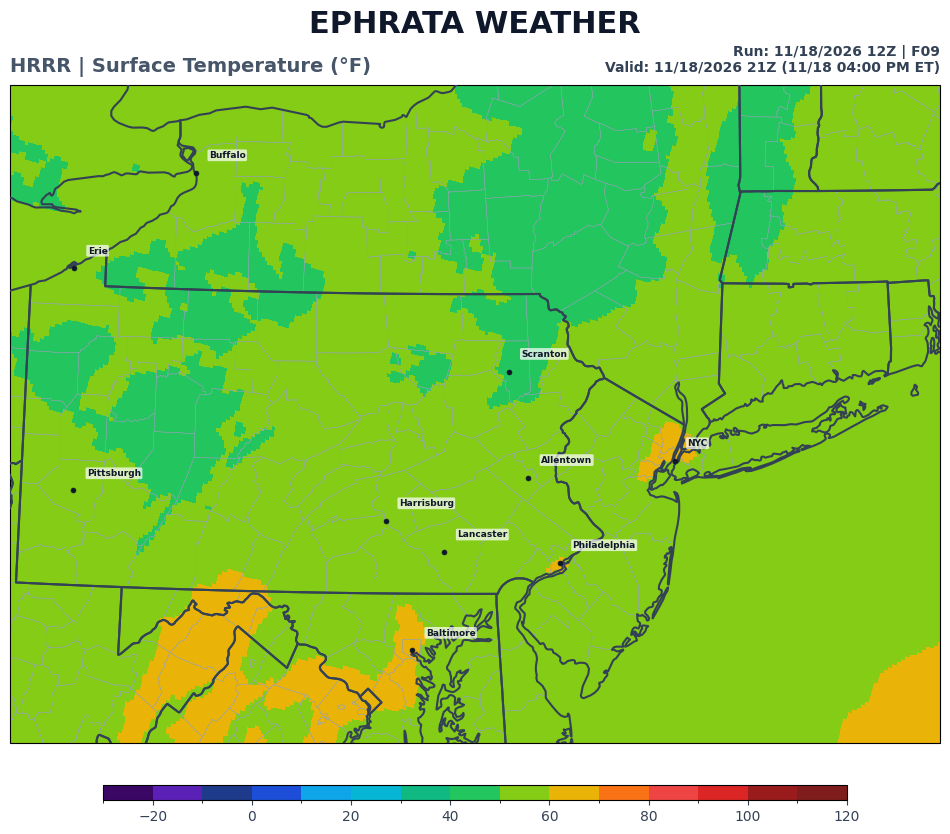 EPHRATA WEATHER
HRRR | Surface Temperature (°F)
Run: 11/18/2026 12Z | F09
Valid: 11/18/2026 21Z (11/18 04:00 PM ET)
Buffalo
Erie
Scranton
NYC
Allentown
Pittsburgh
Harrisburg
Lancaster
Philadelphia
Baltimore
−20 0 20 40 60 80 100 120